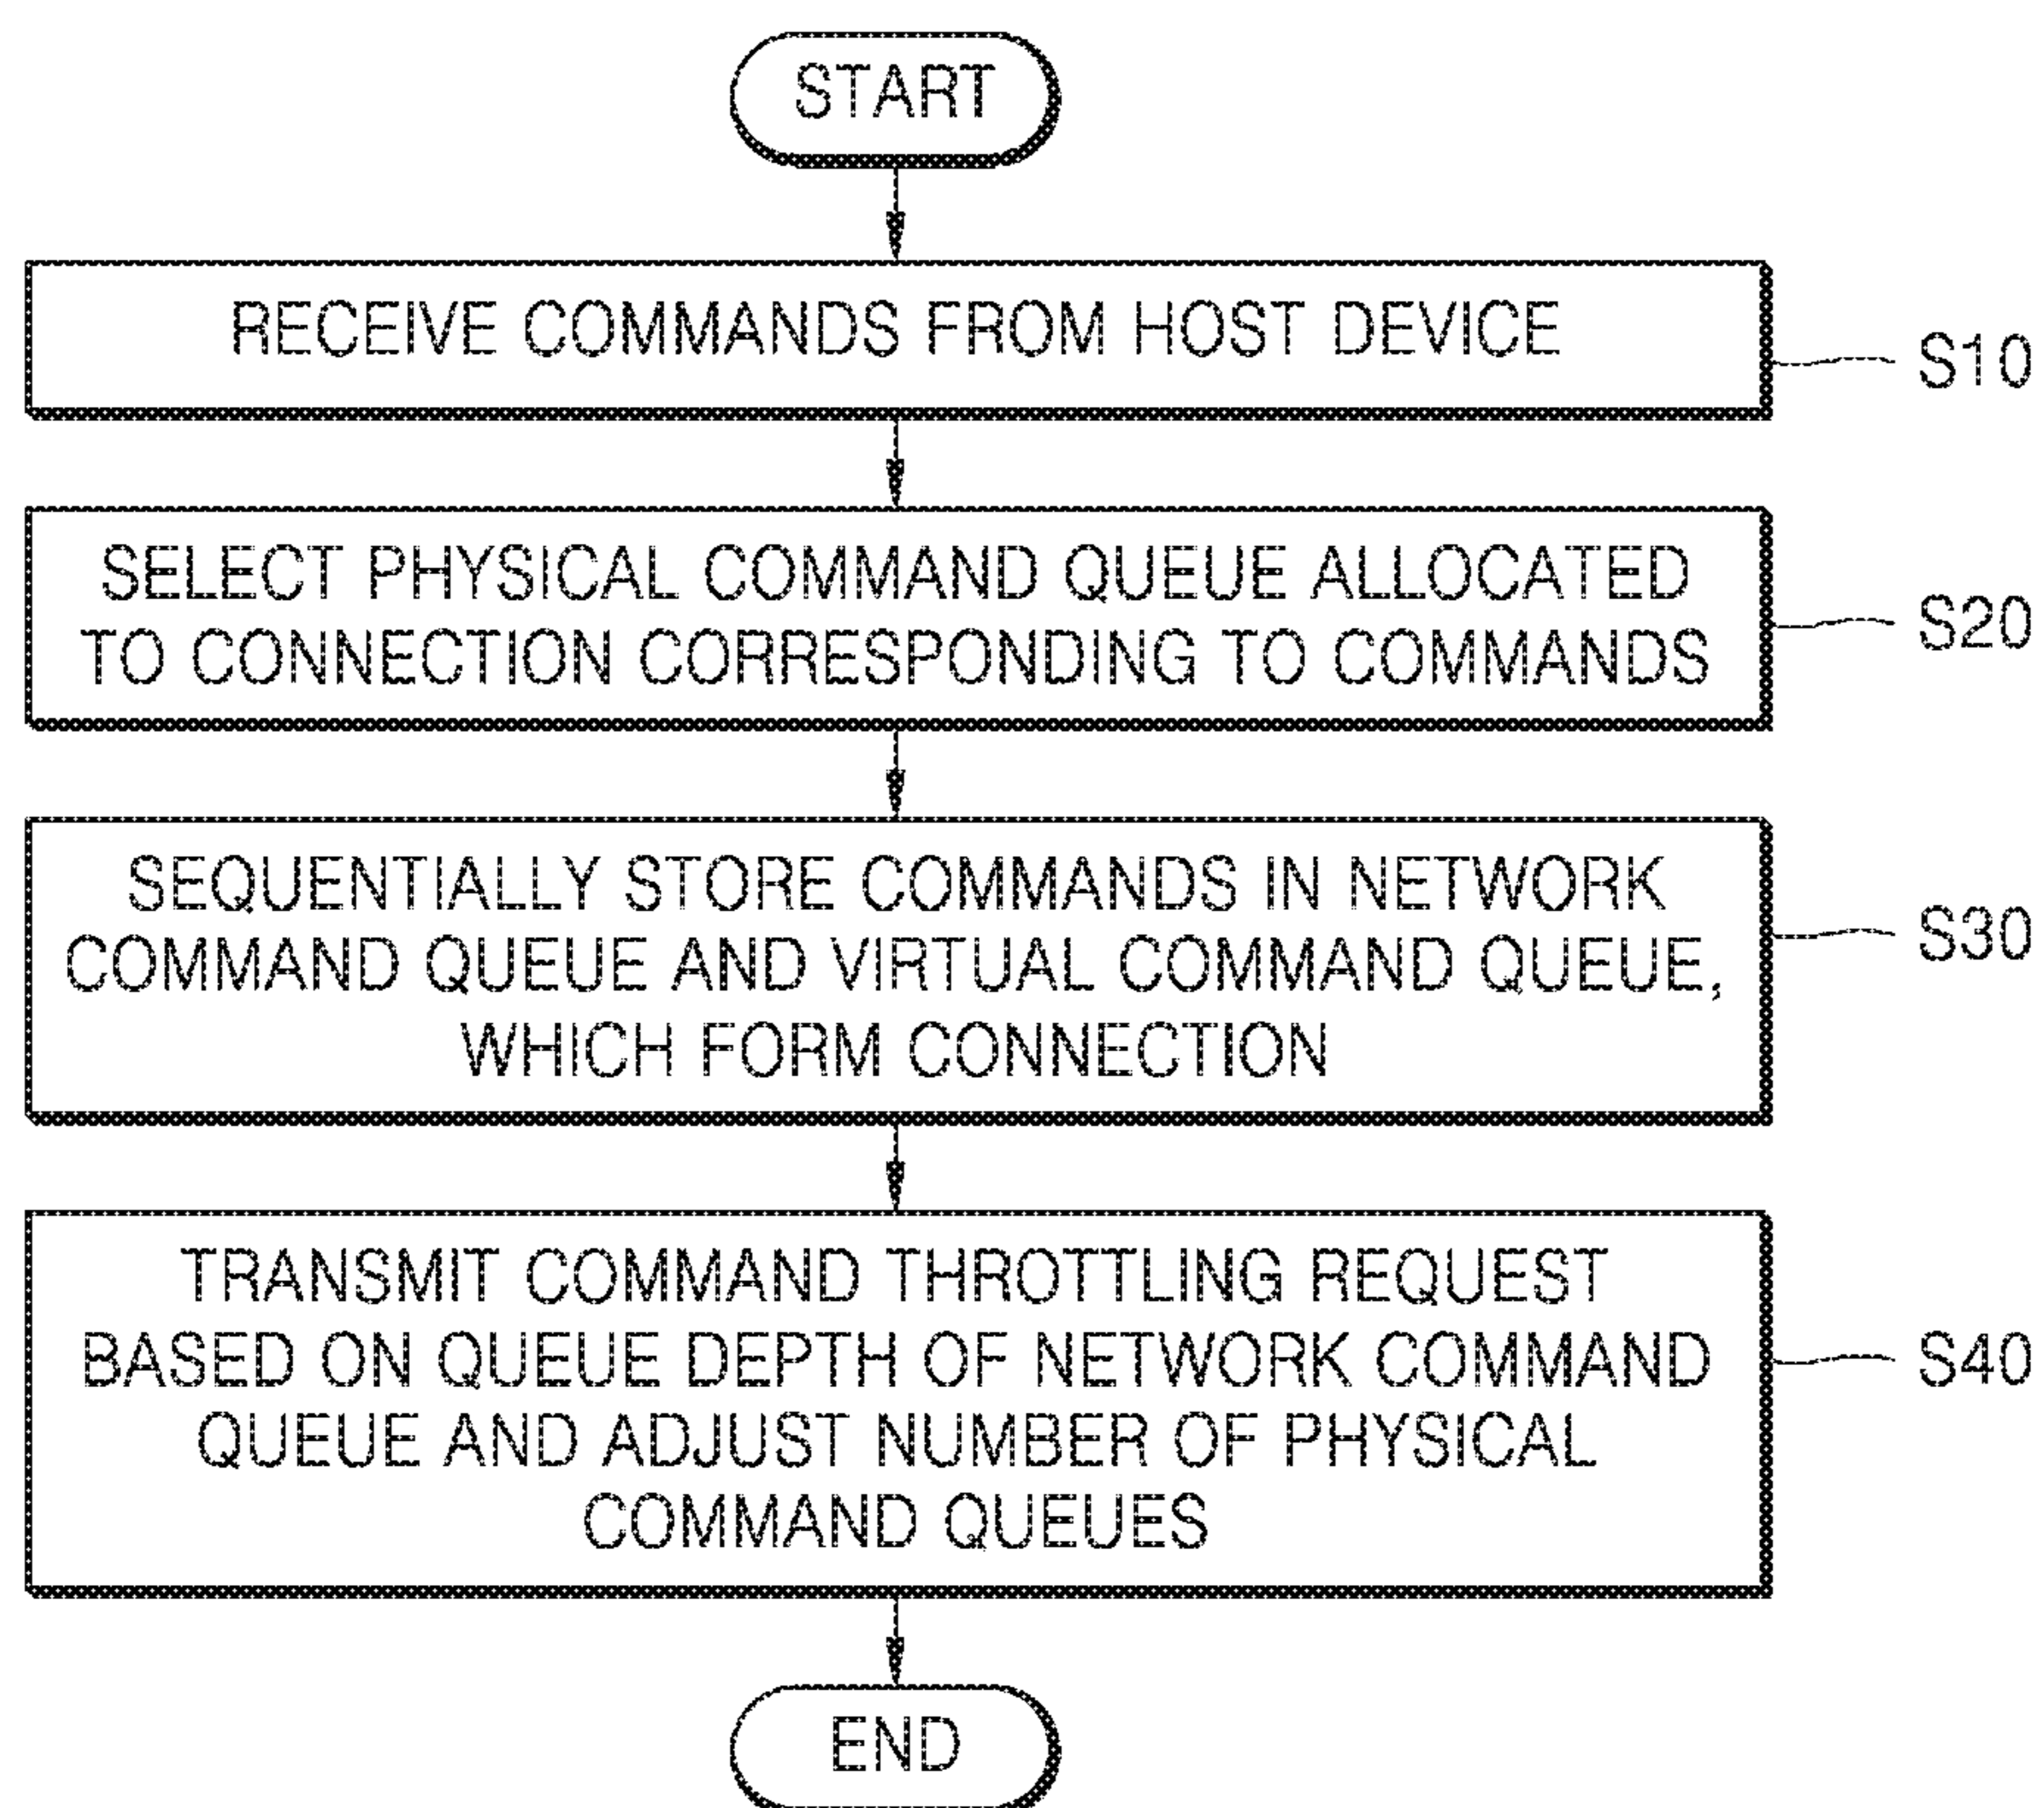 START
RECEIVE COMMANDS FROM HOST DEVICE
S10
SELECT PHYSICAL COMMAND QUEUE ALLOCATED
TO CONNECTION CORRESPONDING TO COMMANDS
S20
SEQUENTIALLY STORE COMMANDS IN NETWORK
COMMAND QUEUE AND VIRTUAL COMMAND QUEUE,
WHICH FORM CONNECTION
S30
TRANSMIT COMMAND THROTTLING REQUEST
BASED ON QUEUE DEPTH OF NETWORK COMMAND
QUEUE AND ADJUST NUMBER OF PHYSICAL
COMMAND QUEUES
S40
END